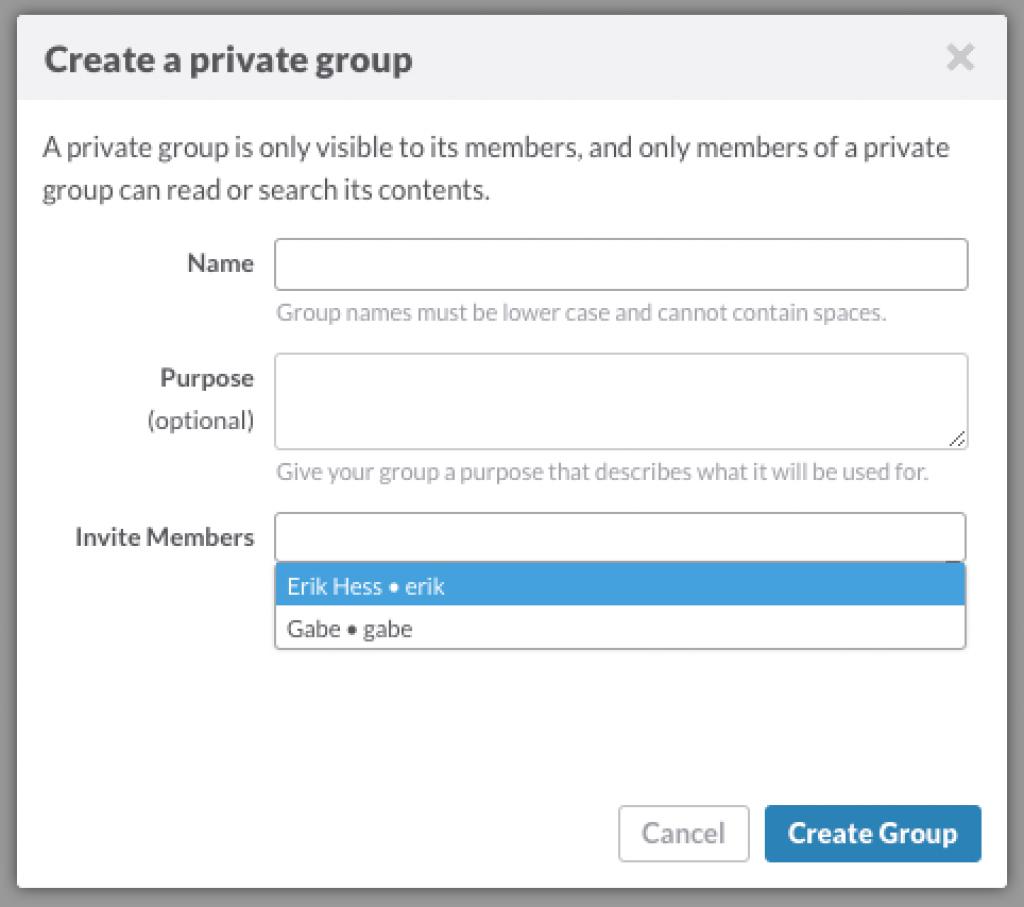 Create a private group
A private group is only visible to its members, and only members of a private
group can read or search its contents.
Name
Group names must be lower case and cannot contain spaces.
Purpose
(optional)
Give your group a purpose that describes what it will be used for.
Invite Members
Erik Hess • erik
Gabe • gabe
Cancel
Create Group